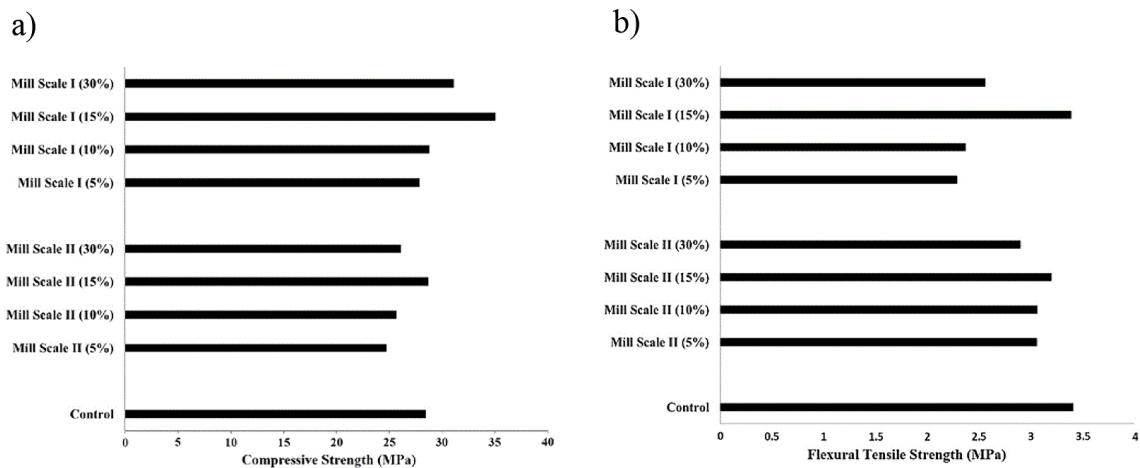 a)
Mill Scale I (30%)
Mill Scale I (15%)
Mill Scale I (10%)
Mill Scale I (5%)
Mill Scale II (30%)
Mill Scale II (15%)
Mill Scale II (10%)
Mill Scale II (5%)
Control
0 5 10 15 20 25 30 35 40
Compressive Strength (MPa)
b)
Mill Scale I (30%)
Mill Scale I (15%)
Mill Scale I (10%)
Mill Scale I (5%)
Mill Scale II (30%)
Mill Scale II (15%)
Mill Scale II (10%)
Mill Scale II (5%)
Control
0 0.5 1 1.5 2 2.5 3 3.5 4
Flexural Tensile Strength (MPa)